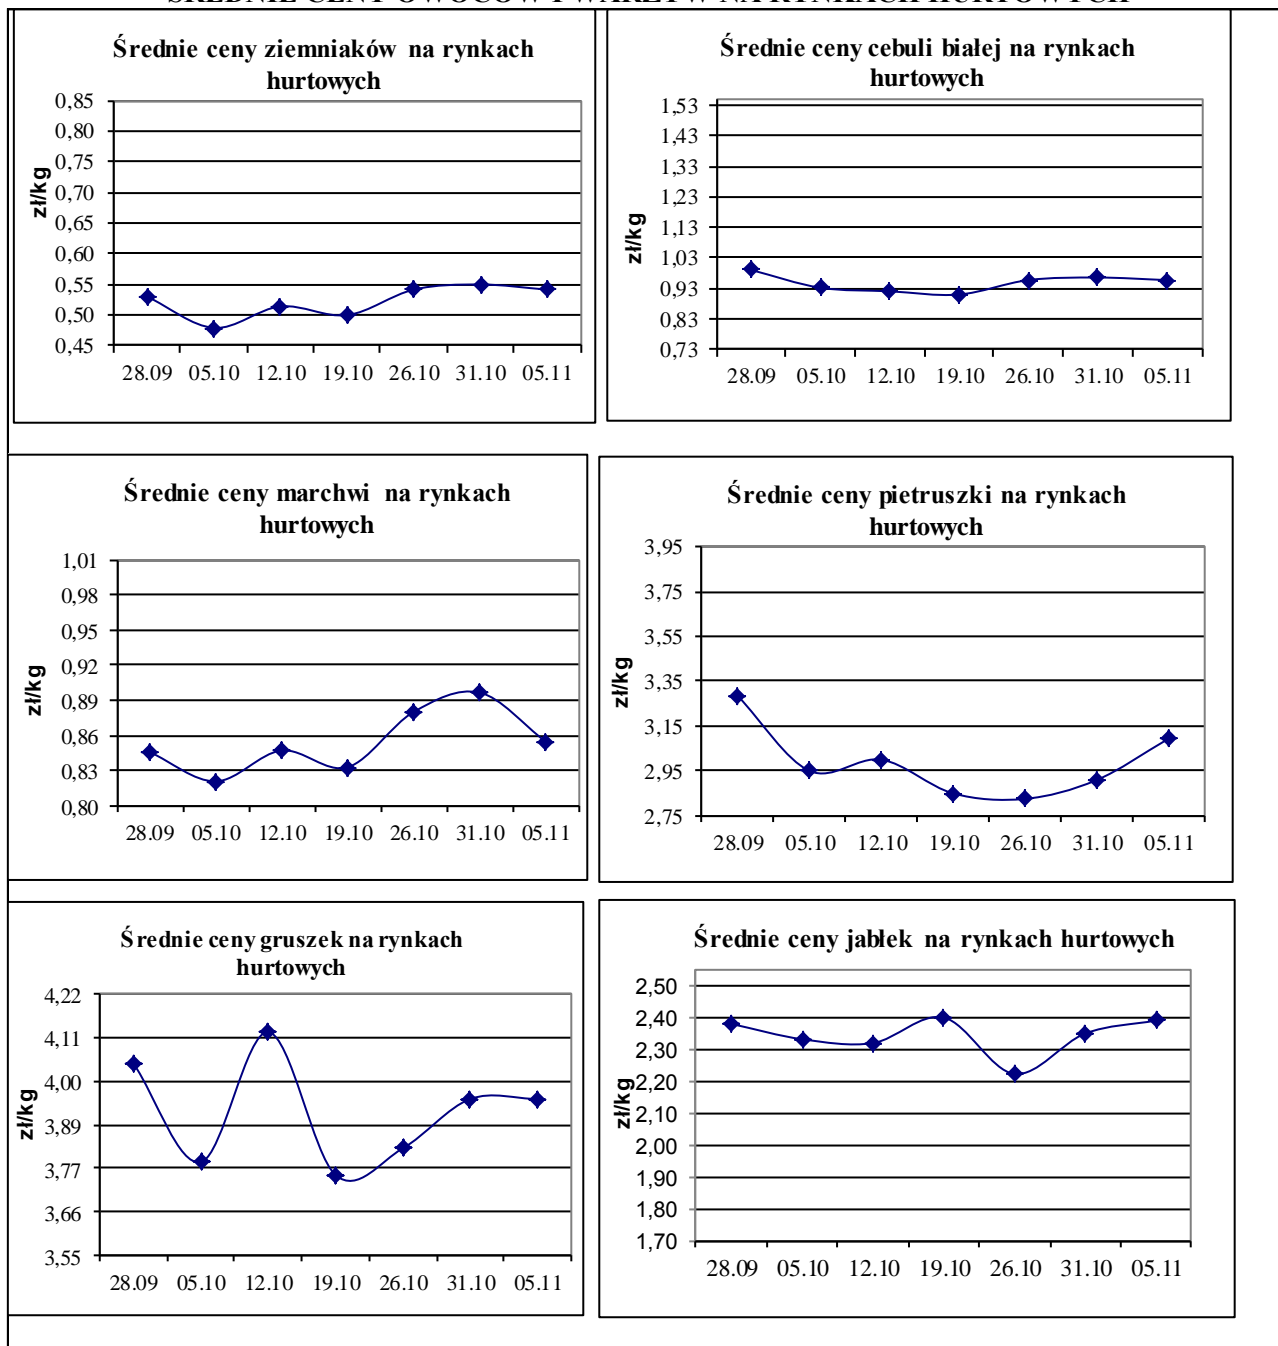 ŚREDNIE CENY OWOCÓW I WARZYW NA RYNKACH HURTOWYCH
Średnie ceny ziemniaków na rynkach
hurtowych
zł/kg
0,85
0,80
0,75
0,70
0,65
0,60
0,55
0,50
0,45
28.09 05.10 12.10 19.10 26.10 31.10 05.11
Średnie ceny cebuli białej na rynkach
hurtowych
zł/kg
1,53
1,43
1,33
1,23
1,13
1,03
0,93
0,83
0,73
28.09 05.10 12.10 19.10 26.10 31.10 05.11
Średnie ceny marchwi na rynkach
hurtowych
zł/kg
1,01
0,98
0,95
0,92
0,89
0,86
0,83
0,80
28.09 05.10 12.10 19.10 26.10 31.10 05.11
Średnie ceny pietruszki na rynkach
hurtowych
zł/kg
3,95
3,75
3,55
3,35
3,15
2,95
2,75
28.09 05.10 12.10 19.10 26.10 31.10 05.11
Średnie ceny gruszek na rynkach
hurtowych
zł/kg
4,22
4,11
4,00
3,89
3,77
3,66
3,55
28.09 05.10 12.10 19.10 26.10 31.10 05.11
Średnie ceny jabłek na rynkach hurtowych
zł/kg
2,50
2,40
2,30
2,20
2,10
2,00
1,90
1,80
1,70
28.09 05.10 12.10 19.10 26.10 31.10 05.11